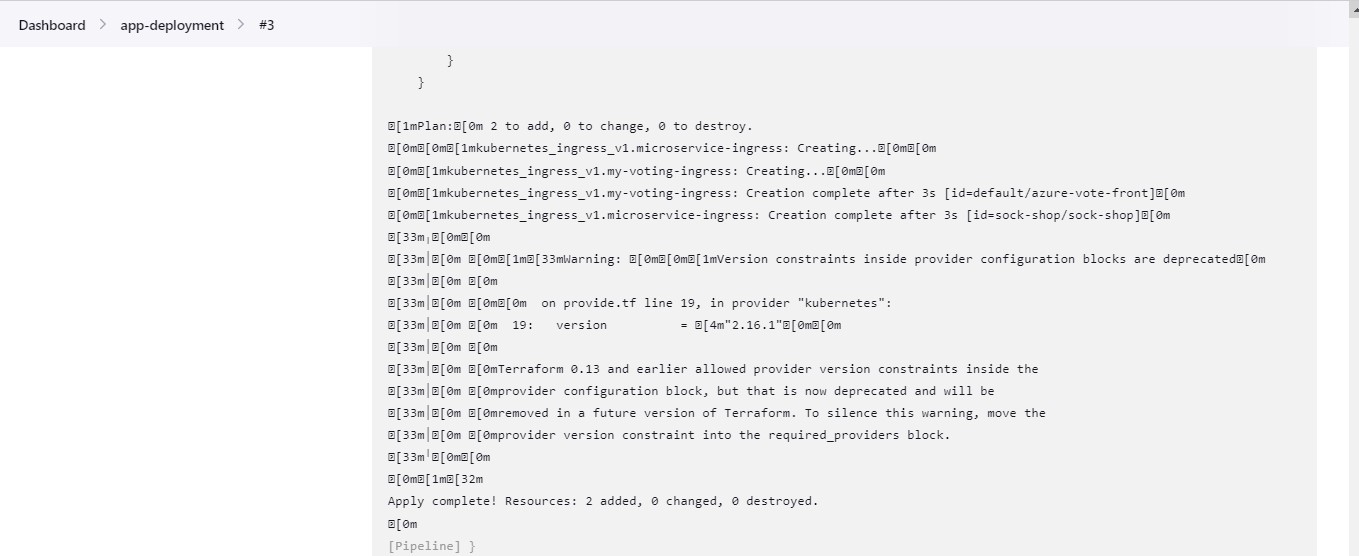 Dashboard > app-deployment > #3
}
}
[1mPlan:[0m 2 to add, 0 to change, 0 to destroy.
[0m[0m[1mkubernetes_ingress_v1.microservice-ingress: Creating...[0m[0m
[0m[1mkubernetes_ingress_v1.my-voting-ingress: Creating...[0m[0m
[0m[1mkubernetes_ingress_v1.my-voting-ingress: Creation complete after 3s [id=default/azure-vote-front][0m
[0m[1mkubernetes_ingress_v1.microservice-ingress: Creation complete after 3s [id=sock-shop/sock-shop][0m
[33m╷[0m[0m
[33m│[0m [0m[1m[33mWarning: [0m[0m[1mVersion constraints inside provider configuration blocks are deprecated[0m
[33m│[0m [0m
[33m│[0m [0m[0m  on provide.tf line 19, in provider "kubernetes":
[33m│[0m [0m  19:   version          = [4m"2.16.1"[0m[0m
[33m│[0m [0m
[33m│[0m [0mTerraform 0.13 and earlier allowed provider version constraints inside the
[33m│[0m [0mprovider configuration block, but that is now deprecated and will be
[33m│[0m [0mremoved in a future version of Terraform. To silence this warning, move the
[33m│[0m [0mprovider version constraint into the required_providers block.
[33m╵[0m[0m
[0m[1m[32m
Apply complete! Resources: 2 added, 0 changed, 0 destroyed.
[0m
[Pipeline] }